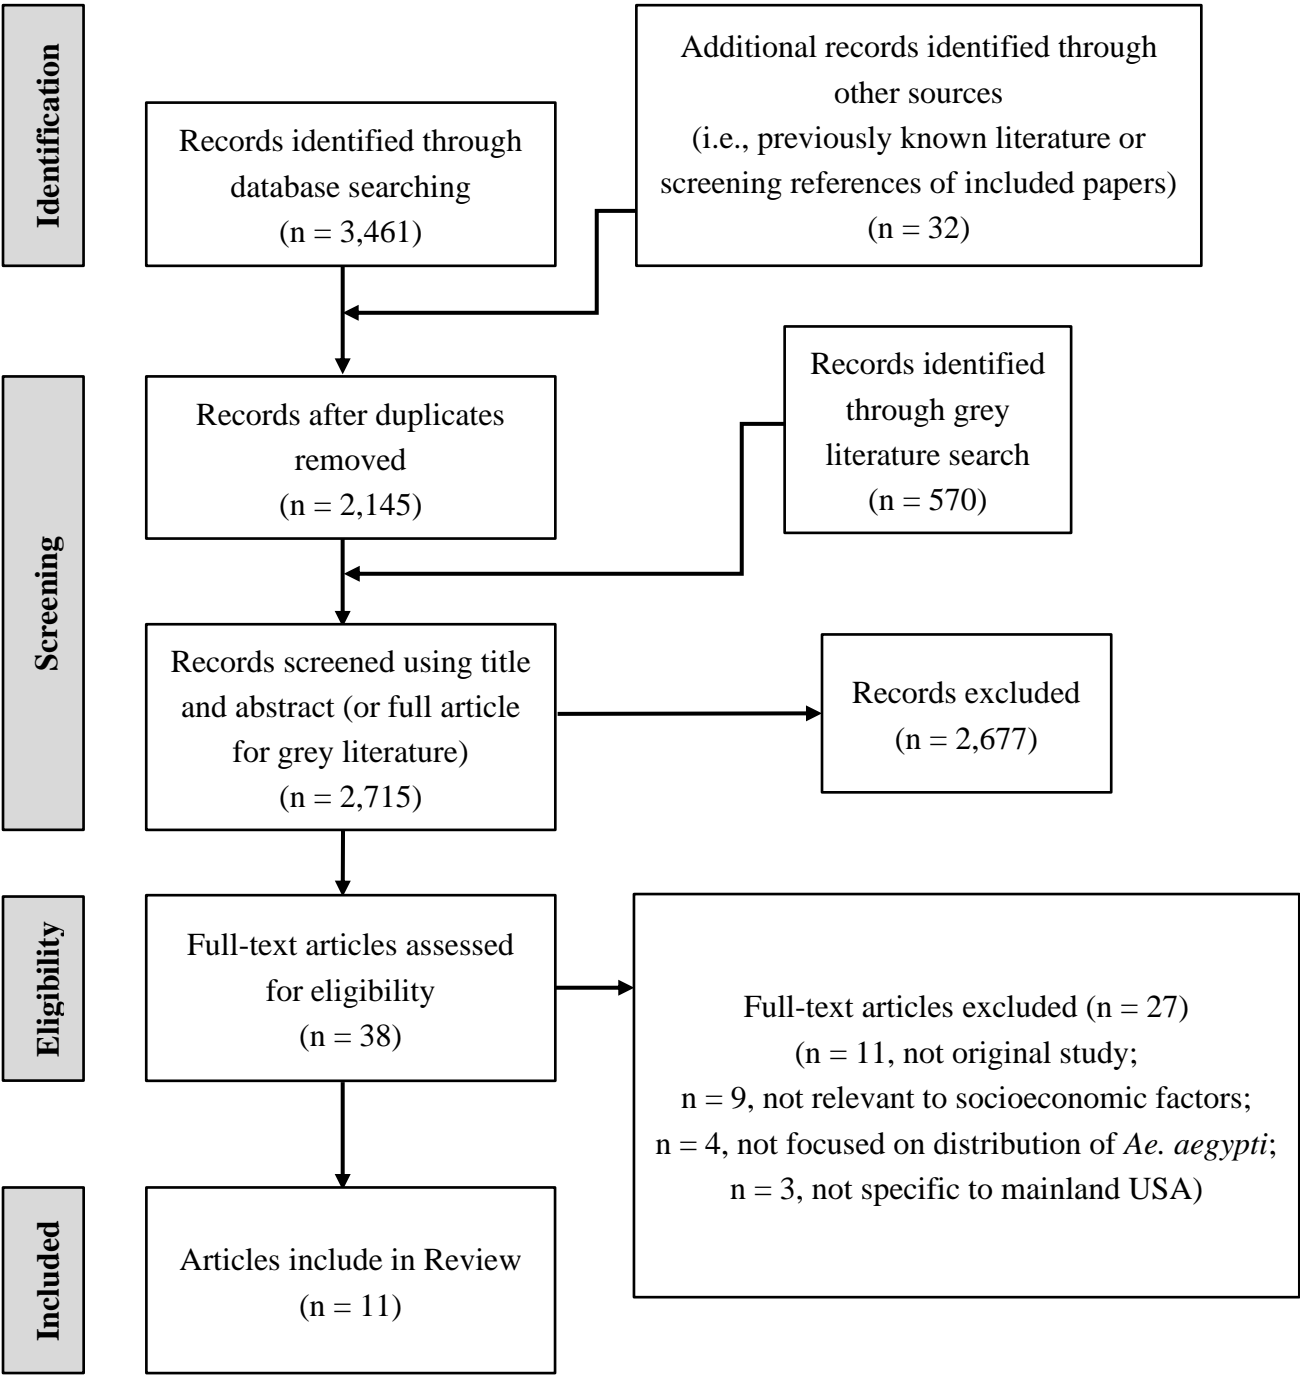 Identification
Records identified through
database searching
(n = 3,461)
Additional records identified through
other sources
(i.e., previously known literature or
screening references of included papers)
(n = 32)
Screening
Records after duplicates
removed
(n = 2,145)
Records identified
through grey
literature search
(n = 570)
Records screened using title
and abstract (or full article
for grey literature)
(n = 2,715)
Records excluded
(n = 2,677)
Eligibility
Full-text articles assessed
for eligibility
(n = 38)
Full-text articles excluded (n = 27)
(n = 11, not original study;
n = 9, not relevant to socioeconomic factors;
n = 4, not focused on distribution of Ae. aegypti;
n = 3, not specific to mainland USA)
Included
Articles include in Review
(n = 11)